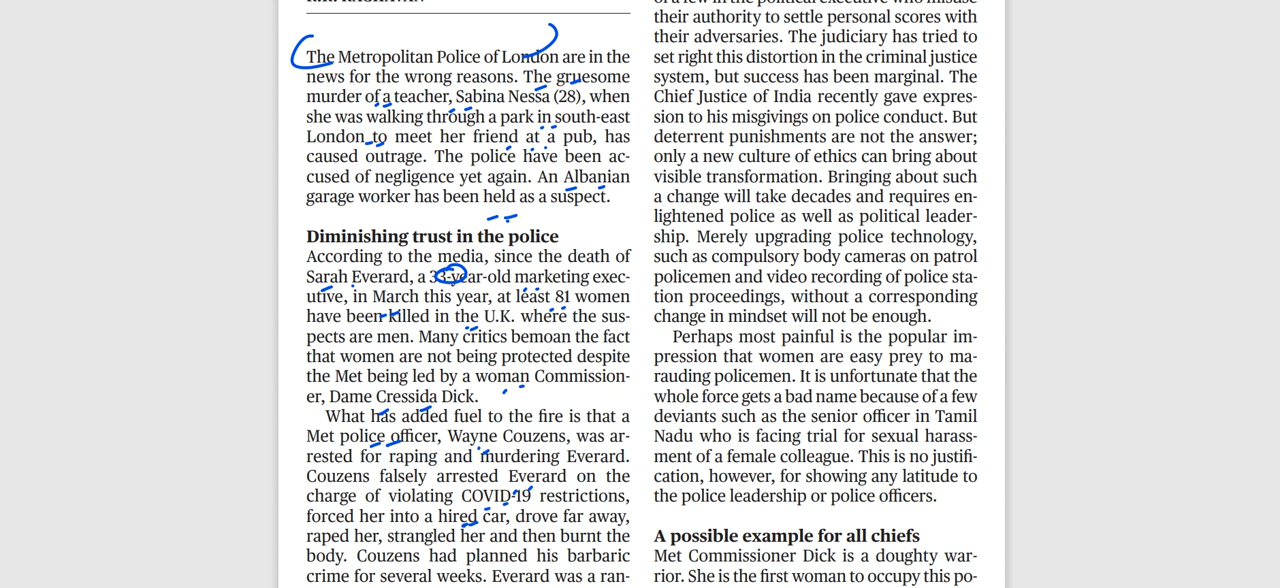 The Metropolitan Police of London are in the
news for the wrong reasons. The gruesome
murder of a teacher, Sabina Nessa (28), when
she was walking through a park in south-east
London to meet her friend at a pub, has
caused outrage. The police have been ac-
cused of negligence yet again. An Albanian
garage worker has been held as a suspect.
Diminishing trust in the police
According to the media, since the death of
Sarah Everard, a 33-year-old marketing exec-
utive, in March this year, at least 81 women
have been killed in the U.K. where the sus-
pects are men. Many critics bemoan the fact
that women are not being protected despite
the Met being led by a woman Commission-
er, Dame Cressida Dick.
What has added fuel to the fire is that a
Met police officer, Wayne Couzens, was ar-
rested for raping and murdering Everard.
Couzens falsely arrested Everard on the
charge of violating COVID-19 restrictions,
forced her into a hired car, drove far away,
raped her, strangled her and then burnt the
body. Couzens had planned his barbaric
crime for several weeks. Everard was a ran-
their authority to settle personal scores with
their adversaries. The judiciary has tried to
set right this distortion in the criminal justice
system, but success has been marginal. The
Chief Justice of India recently gave expres-
sion to his misgivings on police conduct. But
deterrent punishments are not the answer;
only a new culture of ethics can bring about
visible transformation. Bringing about such
a change will take decades and requires en-
lightened police as well as political leader-
ship. Merely upgrading police technology,
such as compulsory body cameras on patrol
policemen and video recording of police sta-
tion proceedings, without a corresponding
change in mindset will not be enough.
Perhaps most painful is the popular im-
pression that women are easy prey to ma-
rauding policemen. It is unfortunate that the
whole force gets a bad name because of a few
deviants such as the senior officer in Tamil
Nadu who is facing trial for sexual harass-
ment of a female colleague. This is no justifi-
cation, however, for showing any latitude to
the police leadership or police officers.
A possible example for all chiefs
Met Commissioner Dick is a doughty war-
rior. She is the first woman to occupy this po-